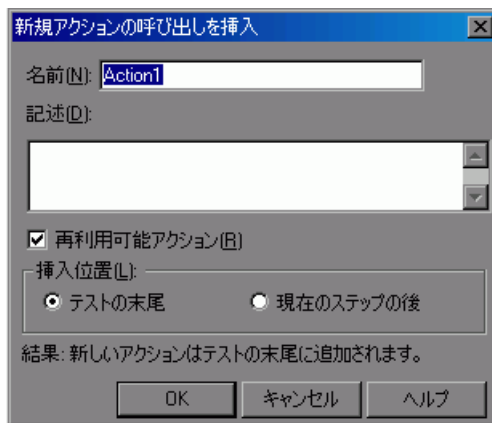 新規アクションの呼び出しを挿入
名前(N): Action1
記述(D):
再利用可能アクション(R)
挿入位置(L):
テストの末尾 現在のステップの後
結果: 新しいアクションはテストの末尾に追加されます。
OK キャンセル ヘルプ